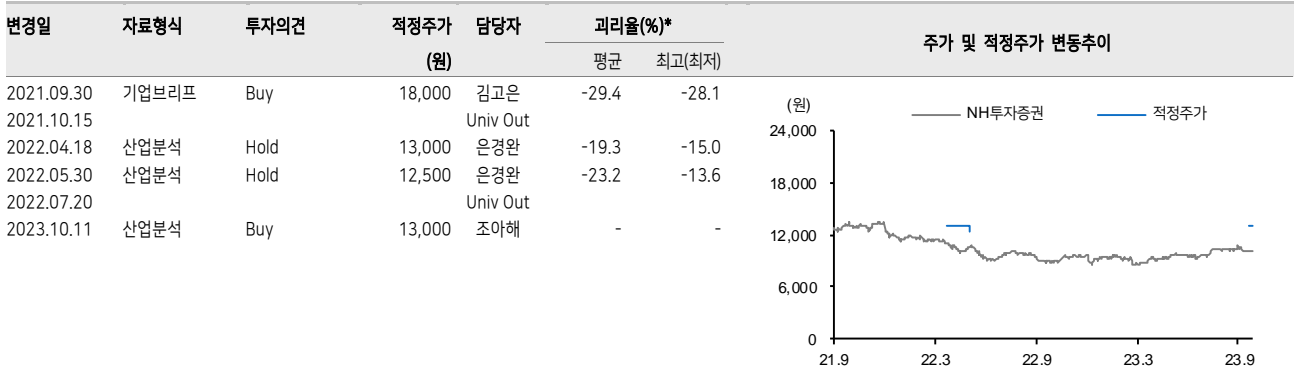 변경일 자료형식 투자의견 적정주가 담당자 괴리율(%)*
(원) 평균 최고(최저)
2021.09.30 기업브리프 Buy 18,000 김고은 -29.4 -28.1
2021.10.15 Univ Out
2022.04.18 산업분석 Hold 13,000 은경완 -19.3 -15.0
2022.05.30 산업분석 Hold 12,500 은경완 -23.2 -13.6
2022.07.20 Univ Out
2023.10.11 산업분석 Buy 13,000 조아해 - -
주가 및 적정주가 변동추이
(원)
NH투자증권 적정주가
24,000
18,000
12,000
6,000
0
21.9 22.3 22.9 23.3 23.9